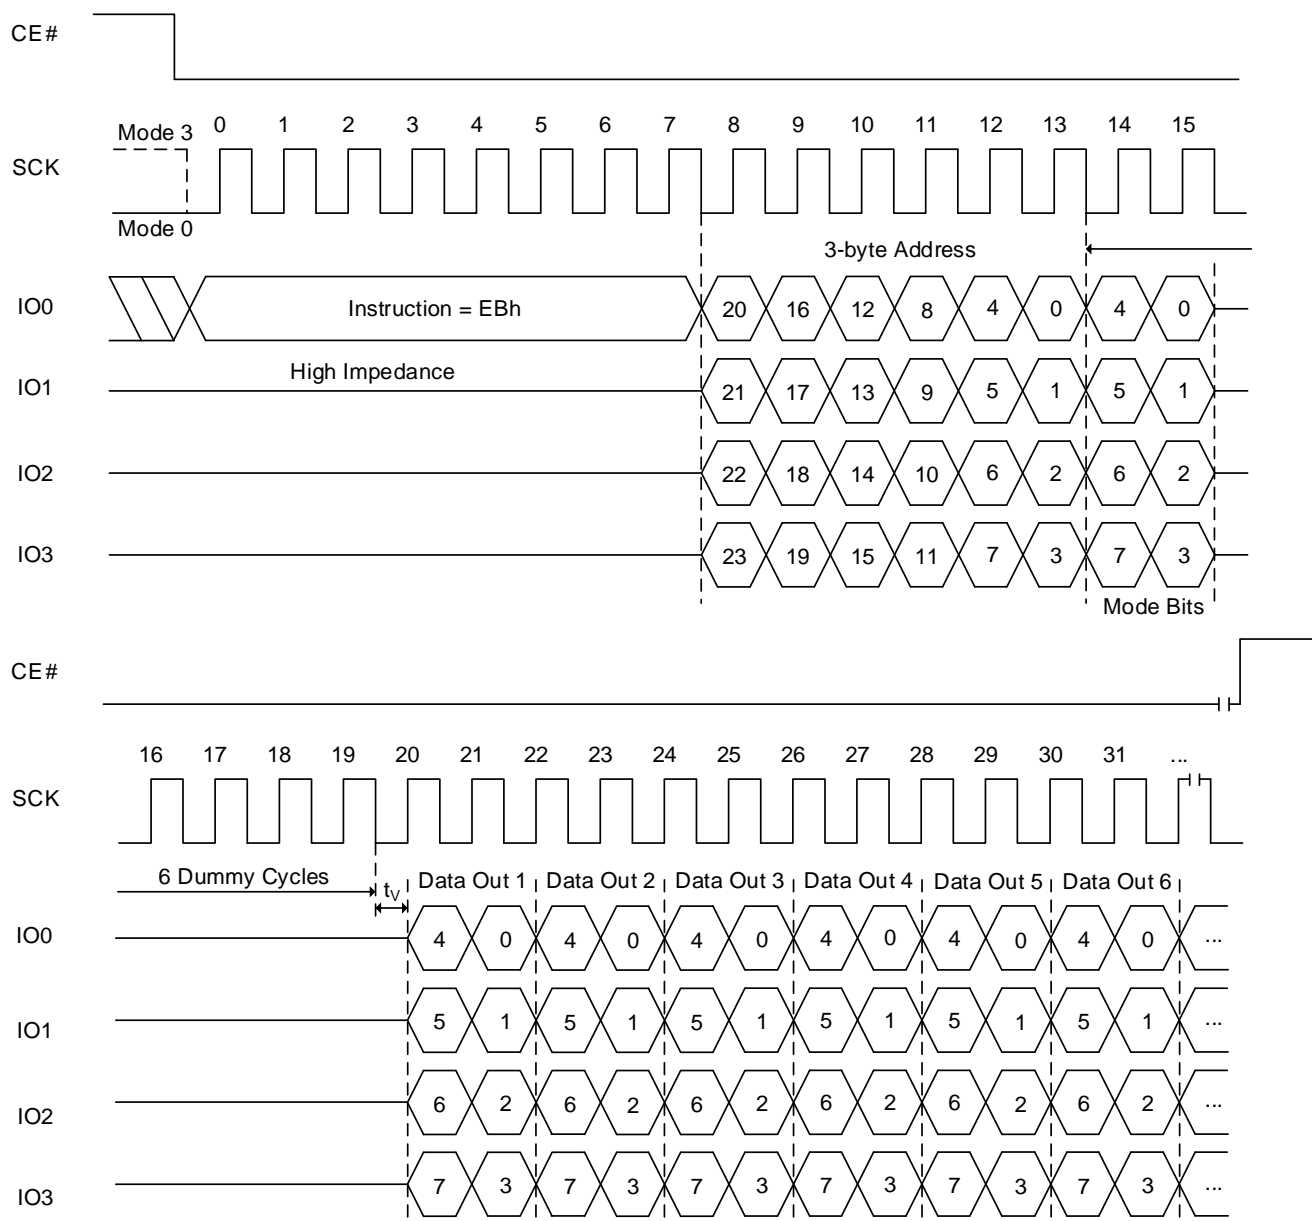 CE#
Mode 3 0 1 2 3 4 5 6 7 8 9 10 11 12 13 14 15
SCK
Mode 0
3-byte Address
IO0 Instruction = EBh 20 16 12 8 4 0 4 0
High Impedance
IO1 21 17 13 9 5 1 5 1
IO2 22 18 14 10 6 2 6 2
IO3 23 19 15 11 7 3 7 3
Mode Bits
CE#
16 17 18 19 20 21 22 23 24 25 26 27 28 29 30 31 ...
SCK
6 Dummy Cycles tV Data Out 1 Data Out 2 Data Out 3 Data Out 4 Data Out 5 Data Out 6
IO0 4 0 4 0 4 0 4 0 4 0 4 0 ...
IO1 5 1 5 1 5 1 5 1 5 1 5 1 ...
IO2 6 2 6 2 6 2 6 2 6 2 6 2 ...
IO3 7 3 7 3 7 3 7 3 7 3 7 3 ...